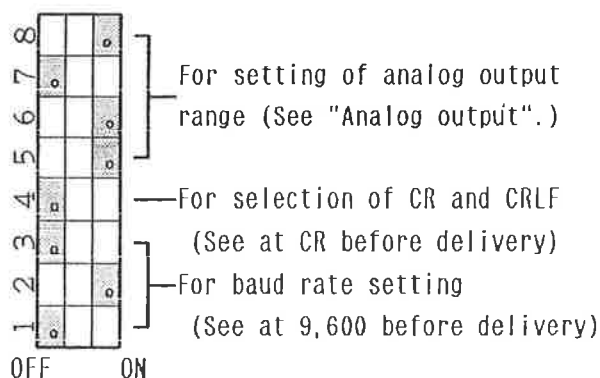 8
7
For setting of analog output
range (See "Analog output".)
6
5
4
For selection of CR and CRLF
(See at CR before delivery)
3
2
For baud rate setting
(See at 9,600 before delivery)
1
OFF ON